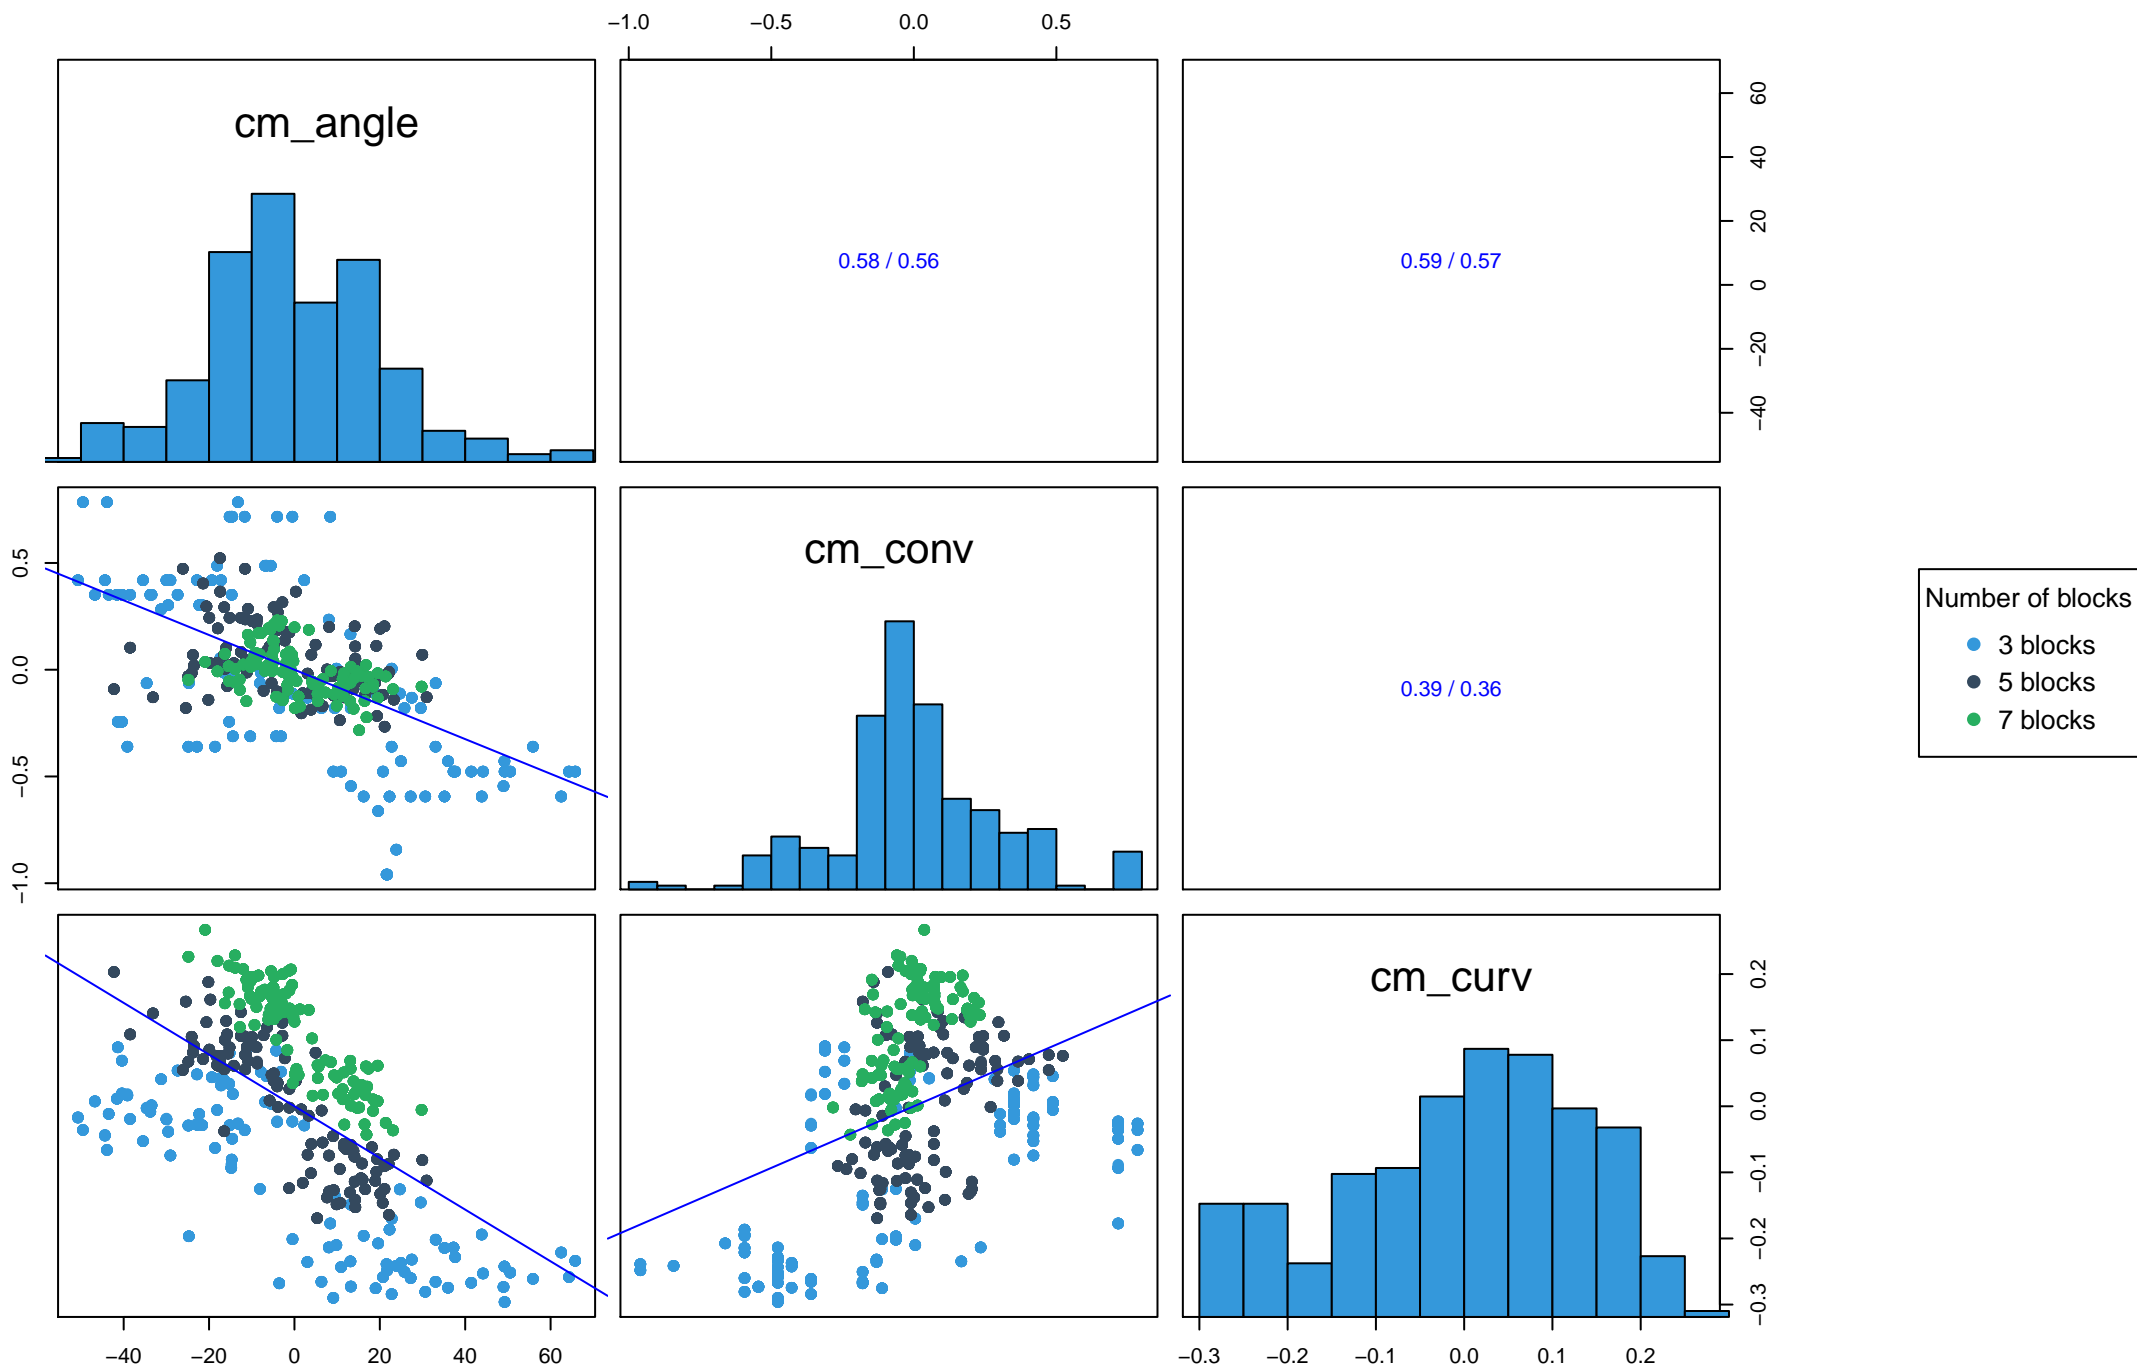 −1.0 −0.5 0.0 0.5
cm_angle
0.58 / 0.56
0.59 / 0.57
60
40
20
0
−20
−40
0.5
0.0
−0.5
−1.0
cm_conv
0.39 / 0.36
Number of blocks
3 blocks
5 blocks
7 blocks
cm_curv
0.2
0.1
0.0
−0.1
−0.2
−0.3
−40 −20 0 20 40 60
−0.3 −0.2 −0.1 0.0 0.1 0.2